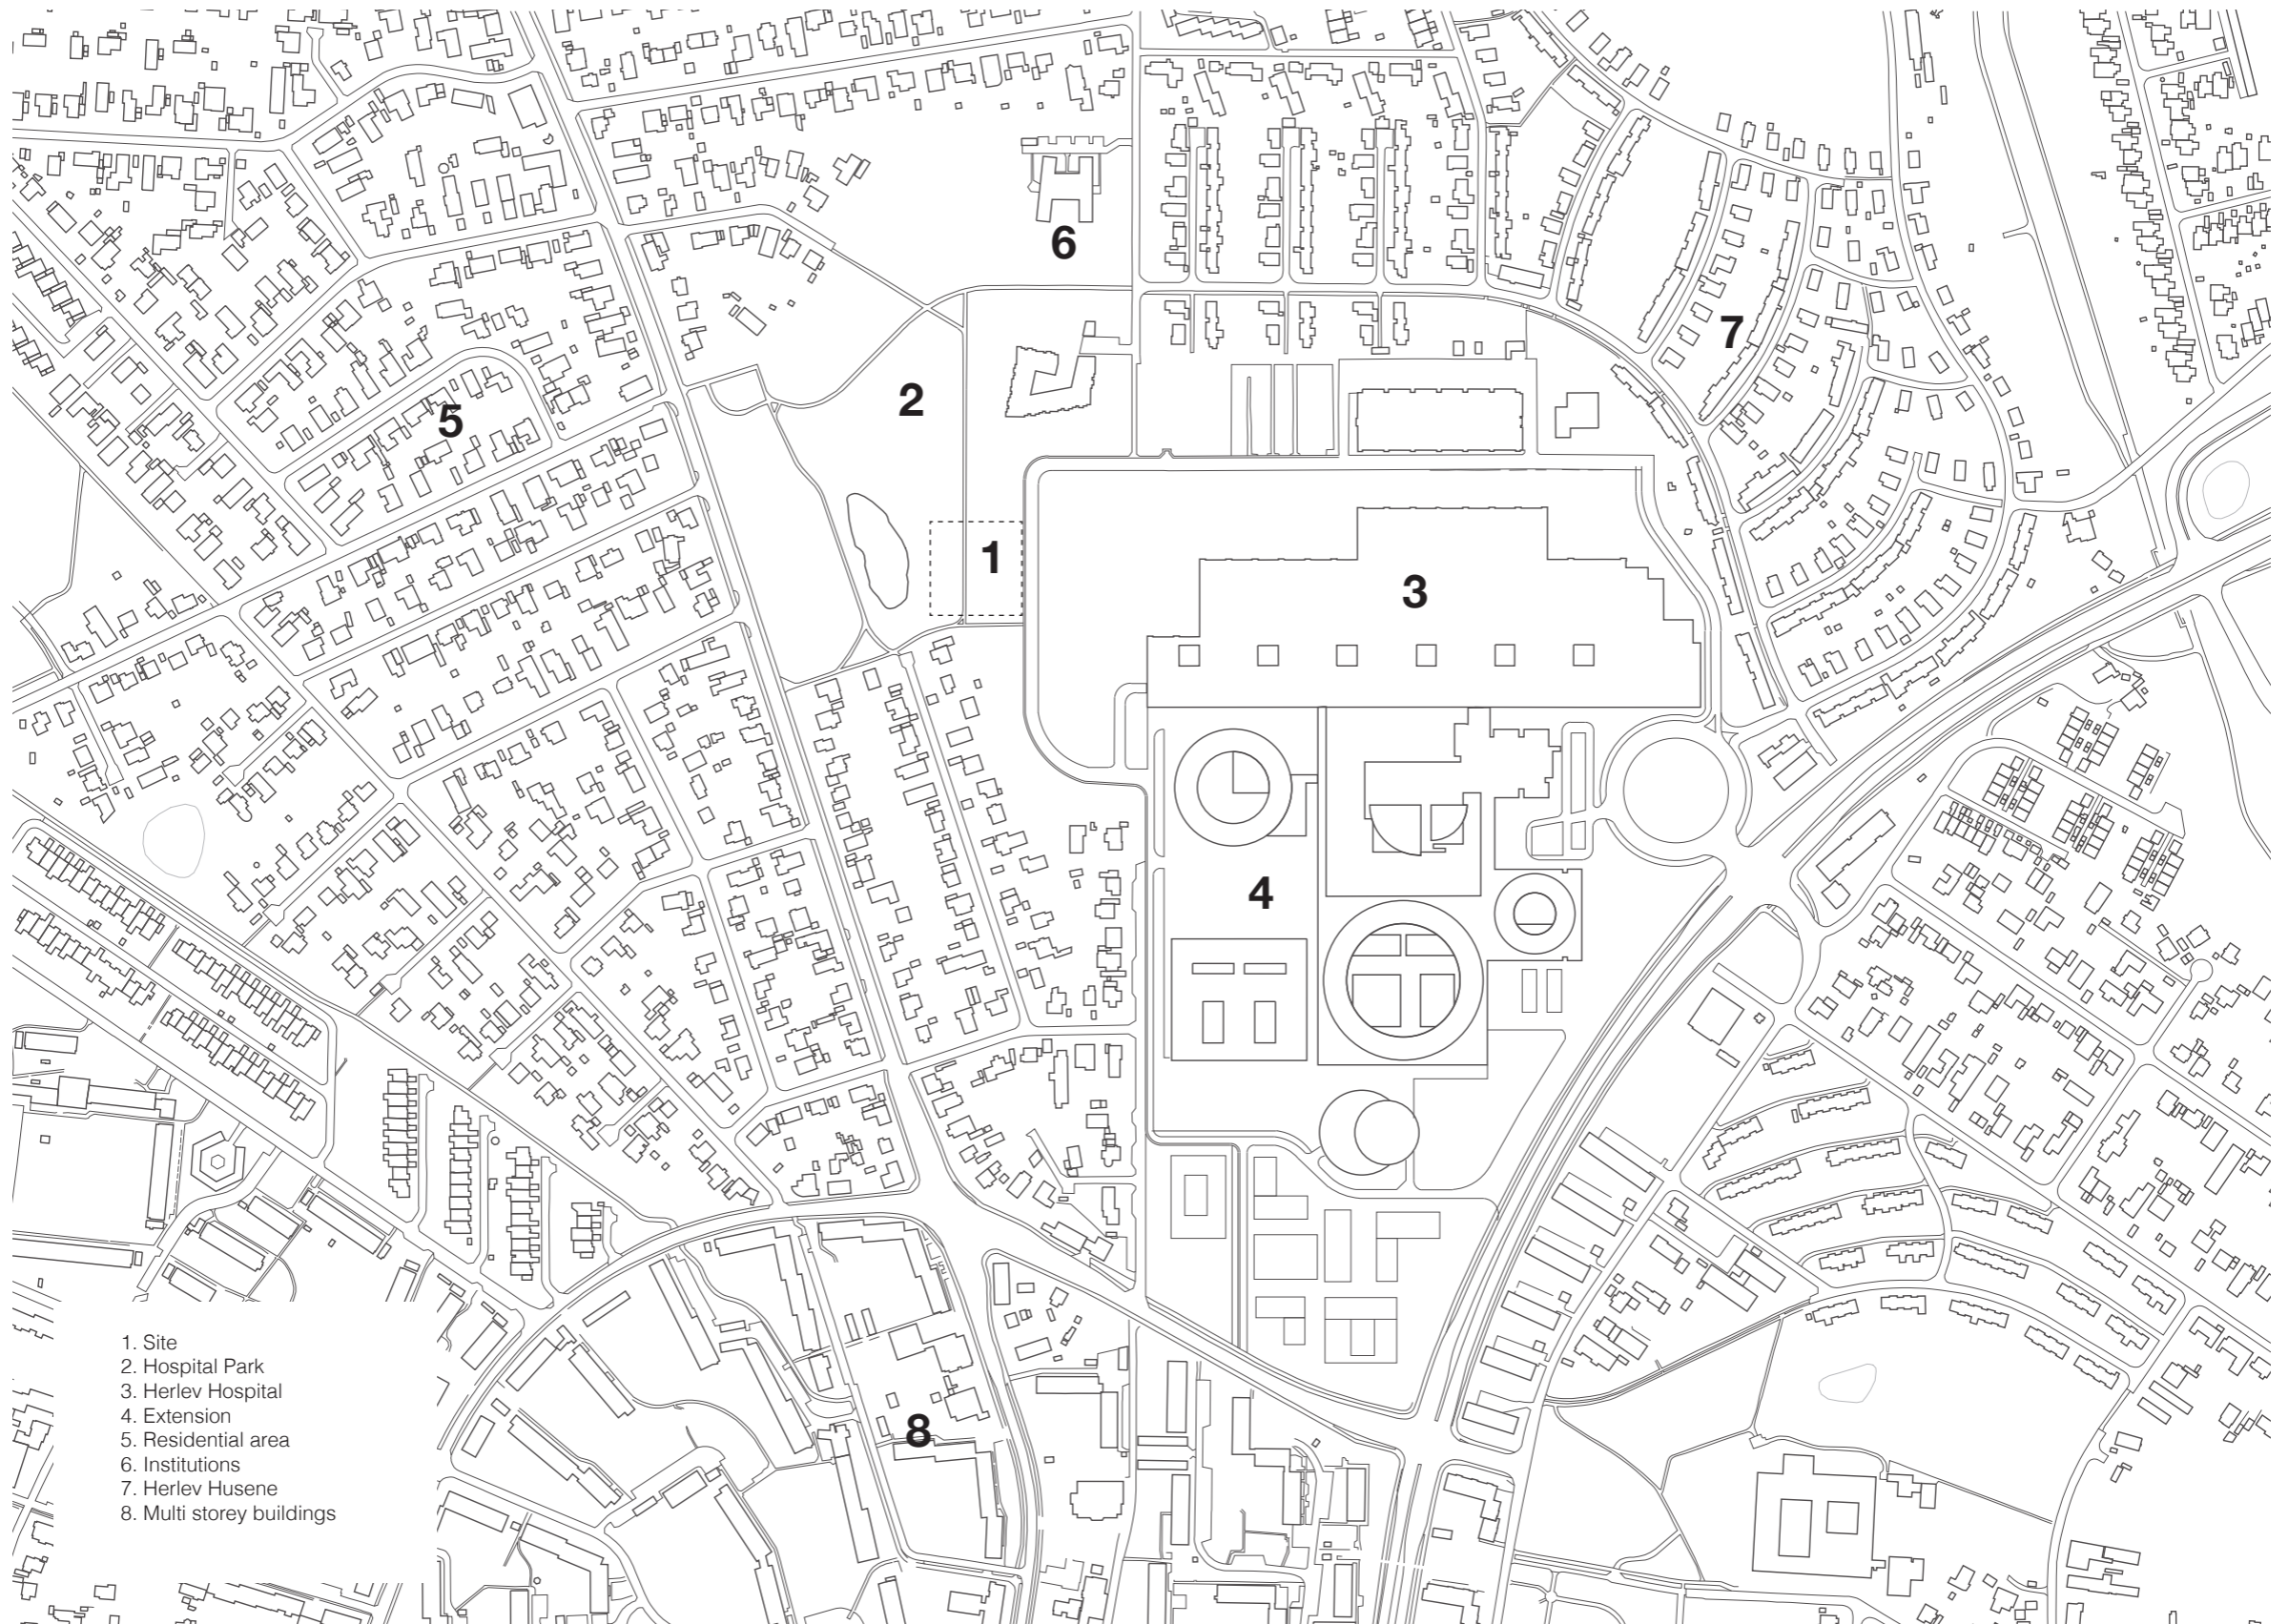 6
7
2
5
1
3
4
1. Site
2. Hospital Park
3. Herlev Hospital
4. Extension
5. Residential area
6. Institutions
7. Herlev Husene
8. Multi storey buildings
8